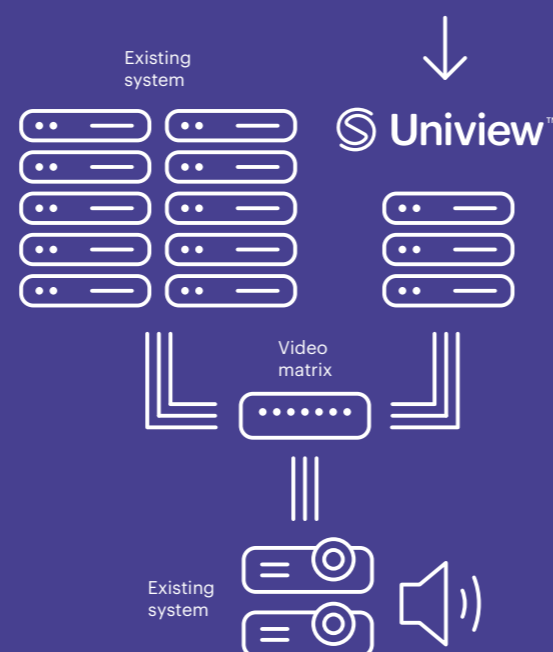 Existing
system
Uniview™
Video
matrix
Existing
system